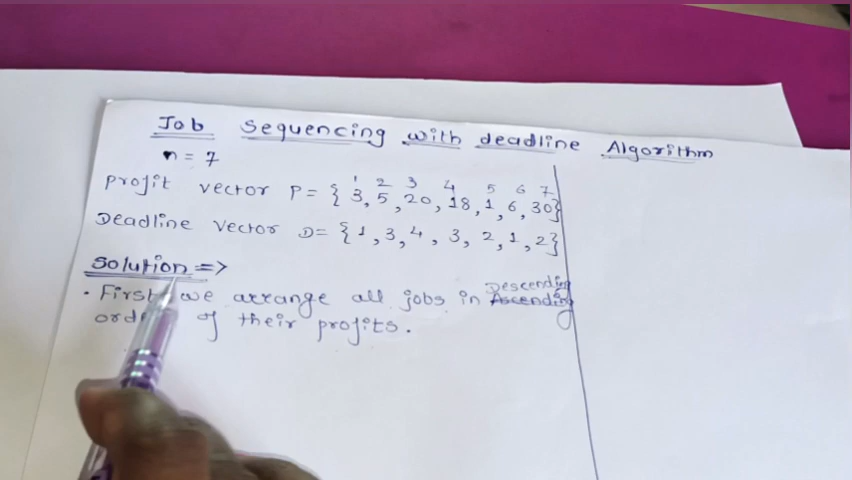 Job Sequencing with deadline Algorithm
n = 7
1 2 3 4 5 6 7
Profit vector P = { 3, 5, 20, 18, 1, 6, 30}
Deadline vector D = { 1, 3, 4, 3, 2, 1, 2}
Solution =>
Descending
• First we arrange all jobs in Ascending
of their profits.